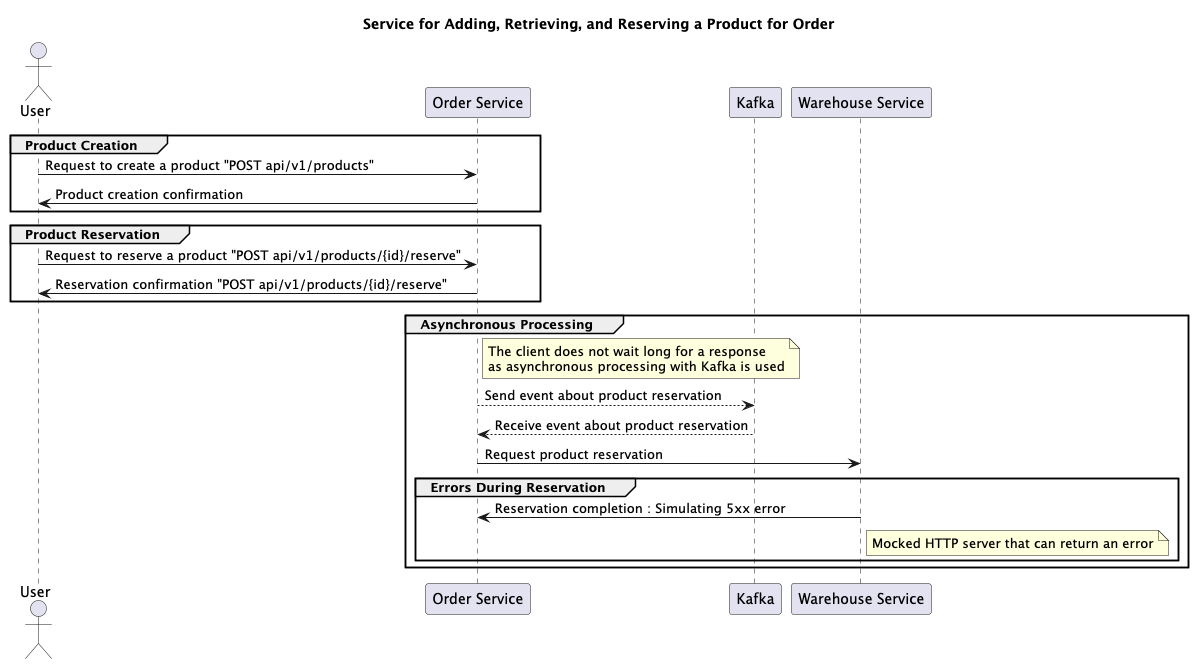 Service for Adding, Retrieving, and Reserving a Product for Order
User
Order Service
Kafka
Warehouse Service
Product Creation
Request to create a product "POST api/v1/products"
Product creation confirmation
Product Reservation
Request to reserve a product "POST api/v1/products/{id}/reserve"
Reservation confirmation "POST api/v1/products/{id}/reserve"
Asynchronous Processing
The client does not wait long for a response
as asynchronous processing with Kafka is used
Send event about product reservation
Receive event about product reservation
Request product reservation
Errors During Reservation
Reservation completion : Simulating 5xx error
Mocked HTTP server that can return an error
User
Order Service
Kafka
Warehouse Service